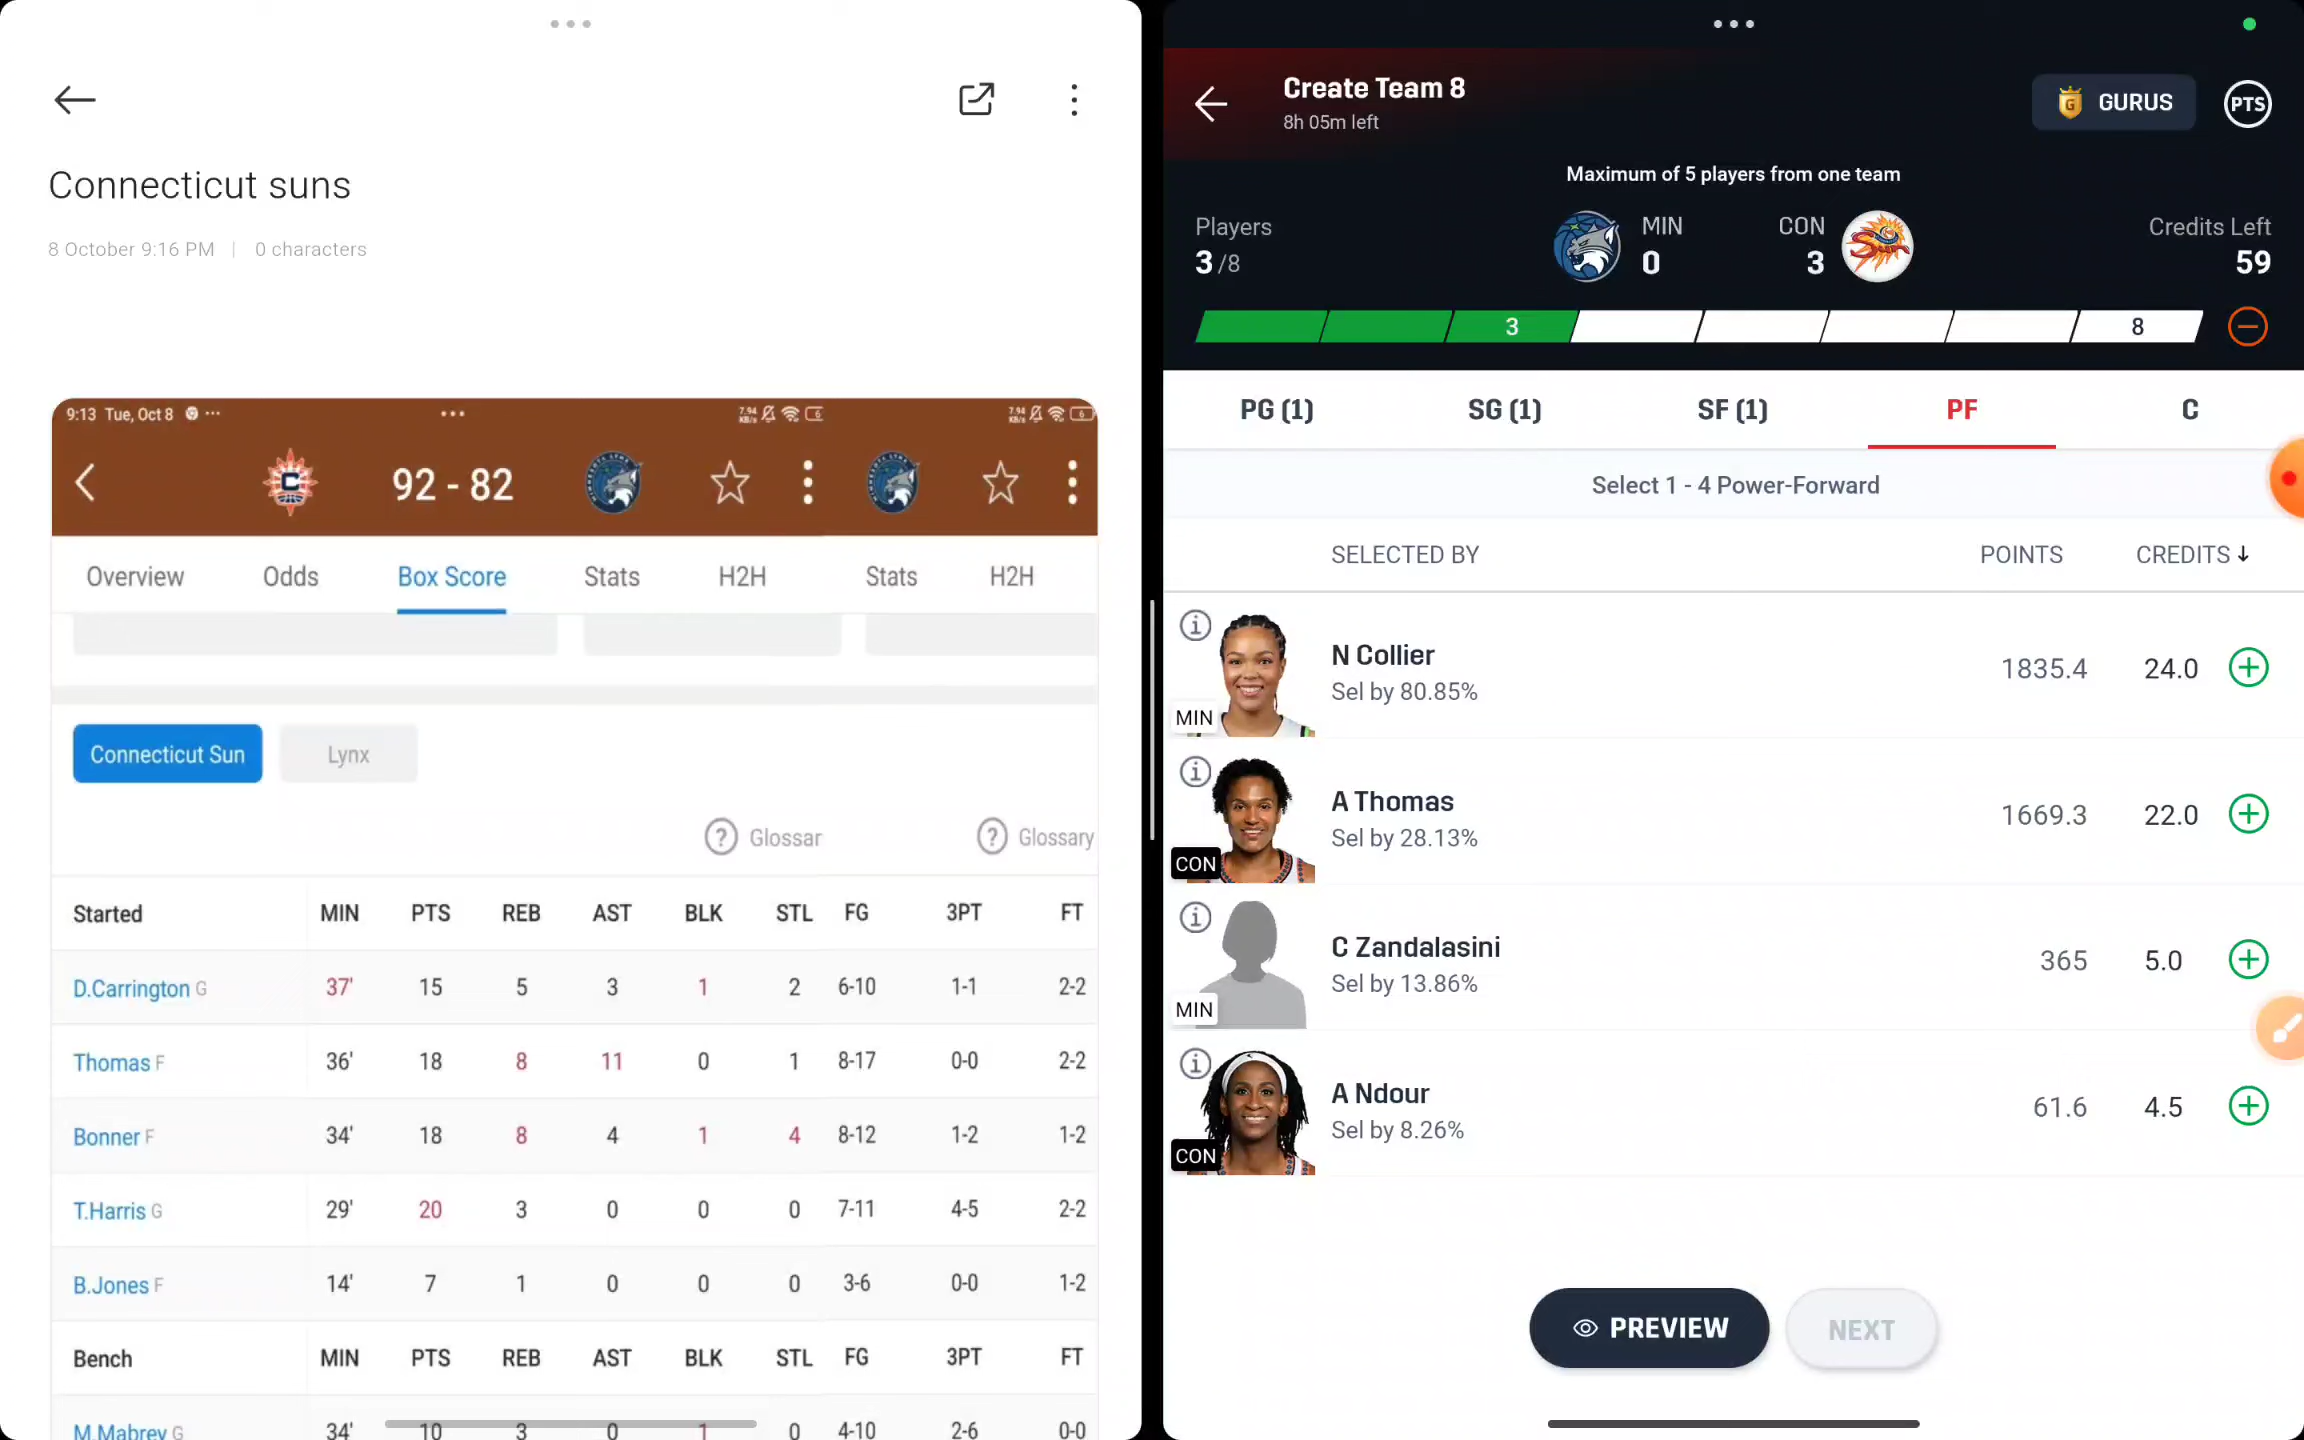 Connecticut suns
8 October 9:16 PM | 0 characters
9:13 Tue, Oct 8
7.94 KB/s 6
7.94 KB/s 6
92 - 82
Overview Odds Box Score Stats H2H Stats H2H
Connecticut Sun Lynx
? Glossar ? Glossary
Started MIN PTS REB AST BLK STL FG 3PT FT
D.Carrington G 37' 15 5 3 1 2 6-10 1-1 2-2
Thomas F 36' 18 8 11 0 1 8-17 0-0 2-2
Bonner F 34' 18 8 4 1 4 8-12 1-2 1-2
T.Harris G 29' 20 3 0 0 0 7-11 4-5 2-2
B.Jones F 14' 7 1 0 0 0 3-6 0-0 1-2
Bench MIN PTS REB AST BLK STL FG 3PT FT
M.Mabrey G 34' 10 3 0 1 0 4-10 2-6 0-0
Create Team 8
8h 05m left
GURUS PTS
Maximum of 5 players from one team
Players MIN CON Credits Left
3 /8 0 3 59
3 8
PG (1) SG (1) SF (1) PF C
Select 1 - 4 Power-Forward
SELECTED BY POINTS CREDITS ↓
N Collier
Sel by 80.85%
MIN
1835.4 24.0
A Thomas
Sel by 28.13%
CON
1669.3 22.0
C Zandalasini
Sel by 13.86%
MIN
365 5.0
A Ndour
Sel by 8.26%
CON
61.6 4.5
PREVIEW NEXT